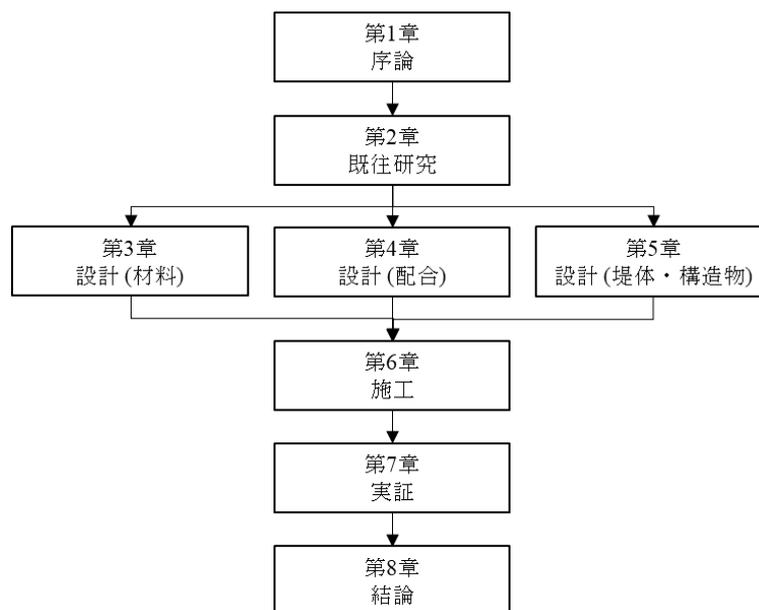 第1章
序論
第2章
既往研究
第3章
設計 (材料)
第4章
設計 (配合)
第5章
設計 (堤体・構造物)
第6章
施工
第7章
実証
第8章
結論